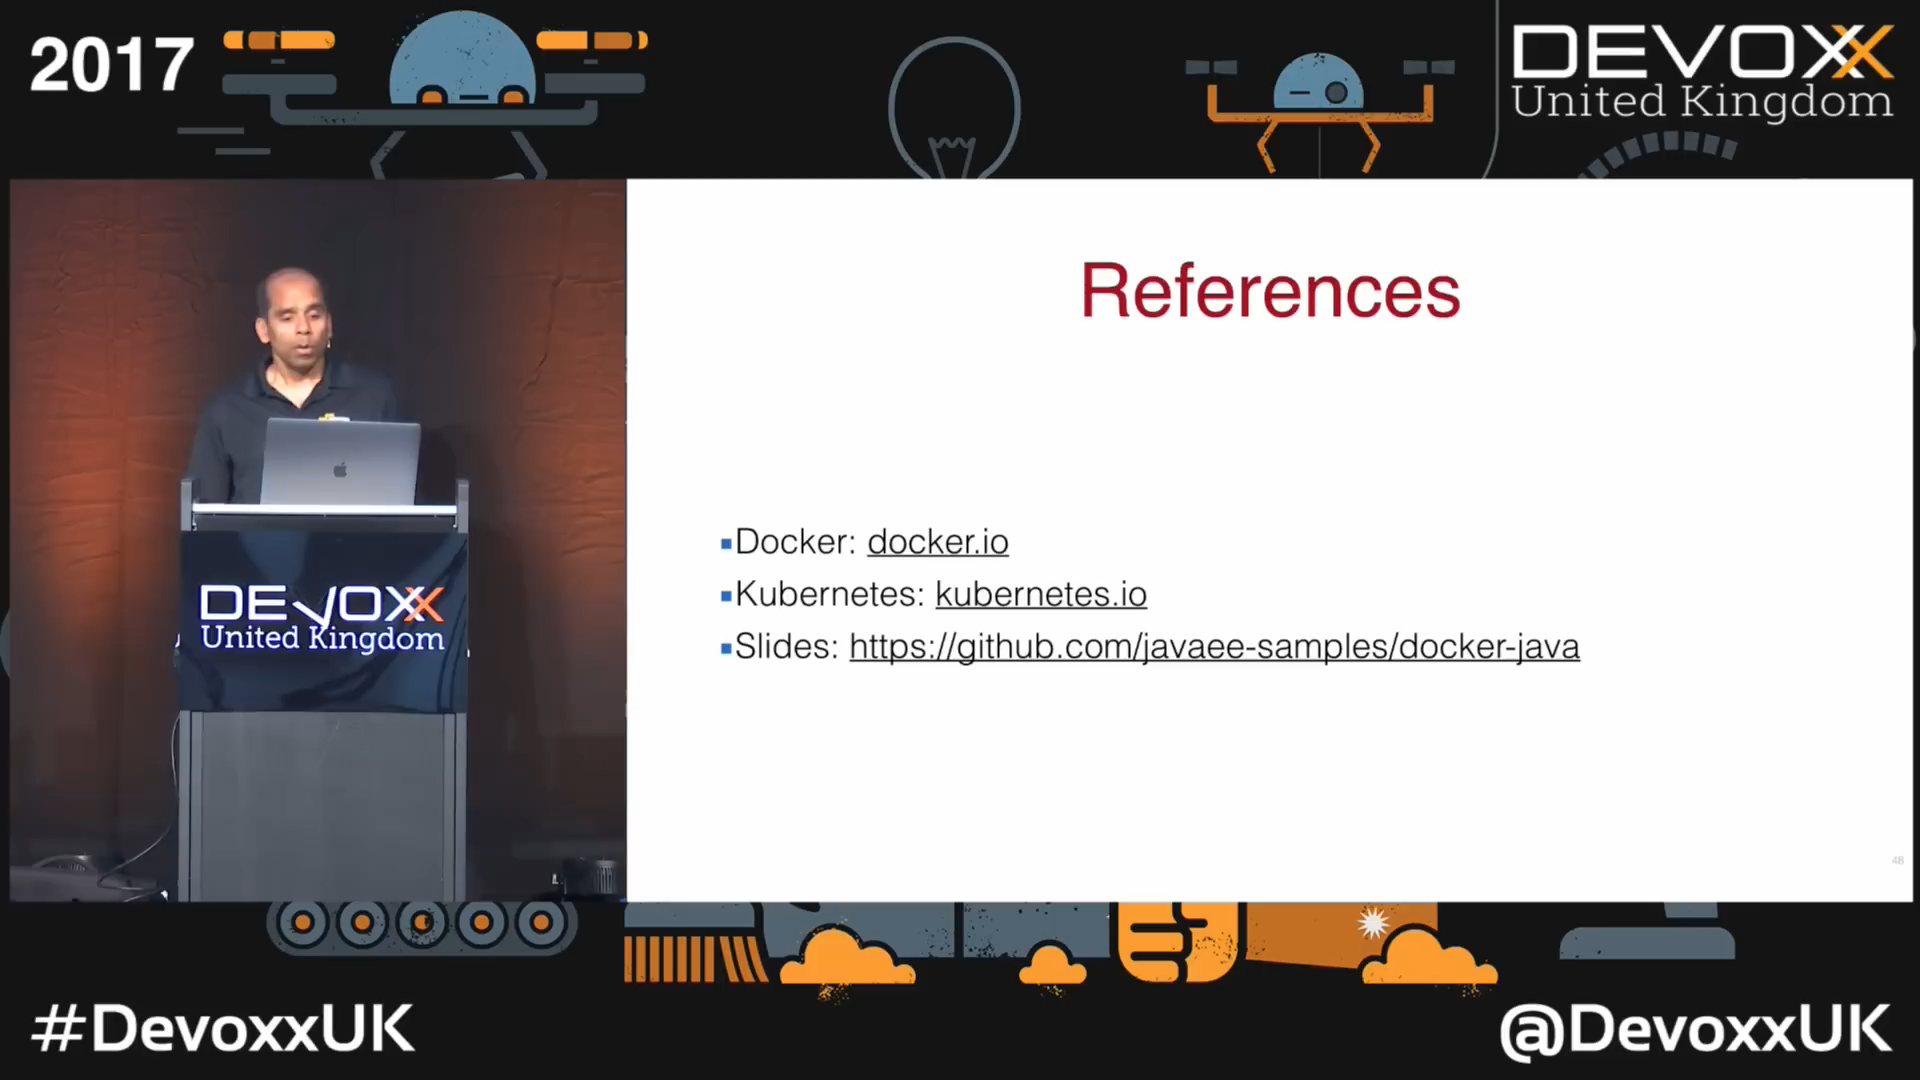 2017
DEVOXX
United Kingdom
References
Docker: docker.io
Kubernetes: kubernetes.io
Slides: https://github.com/javaee-samples/docker-java
DEVOXX
United Kingdom
48
#DevoxxUK
@DevoxxUK